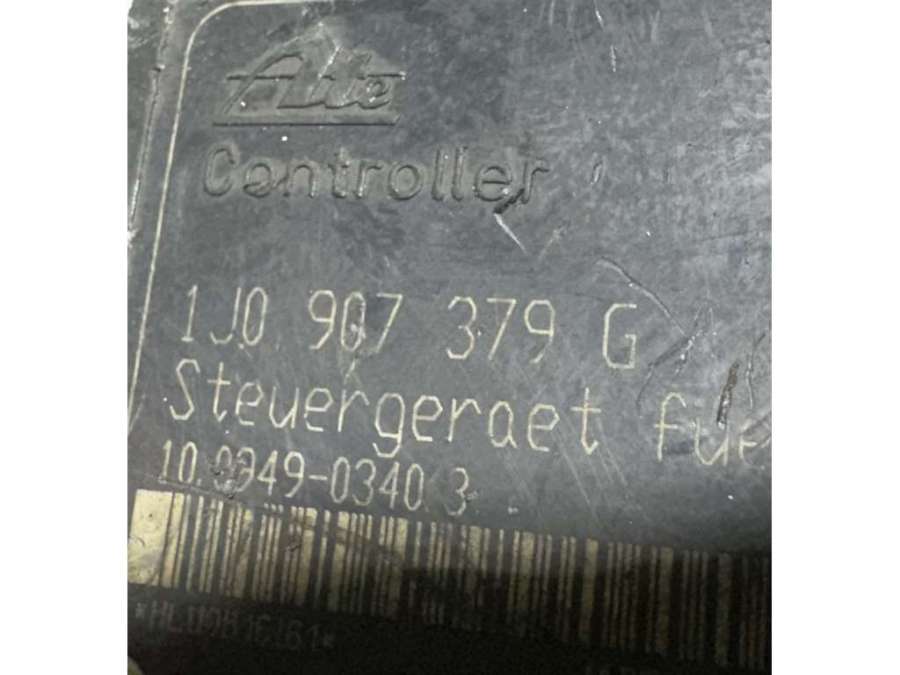 Ate
Controller
1J0 907 379 G
Steuergeraet fue
10.0949-0340.3